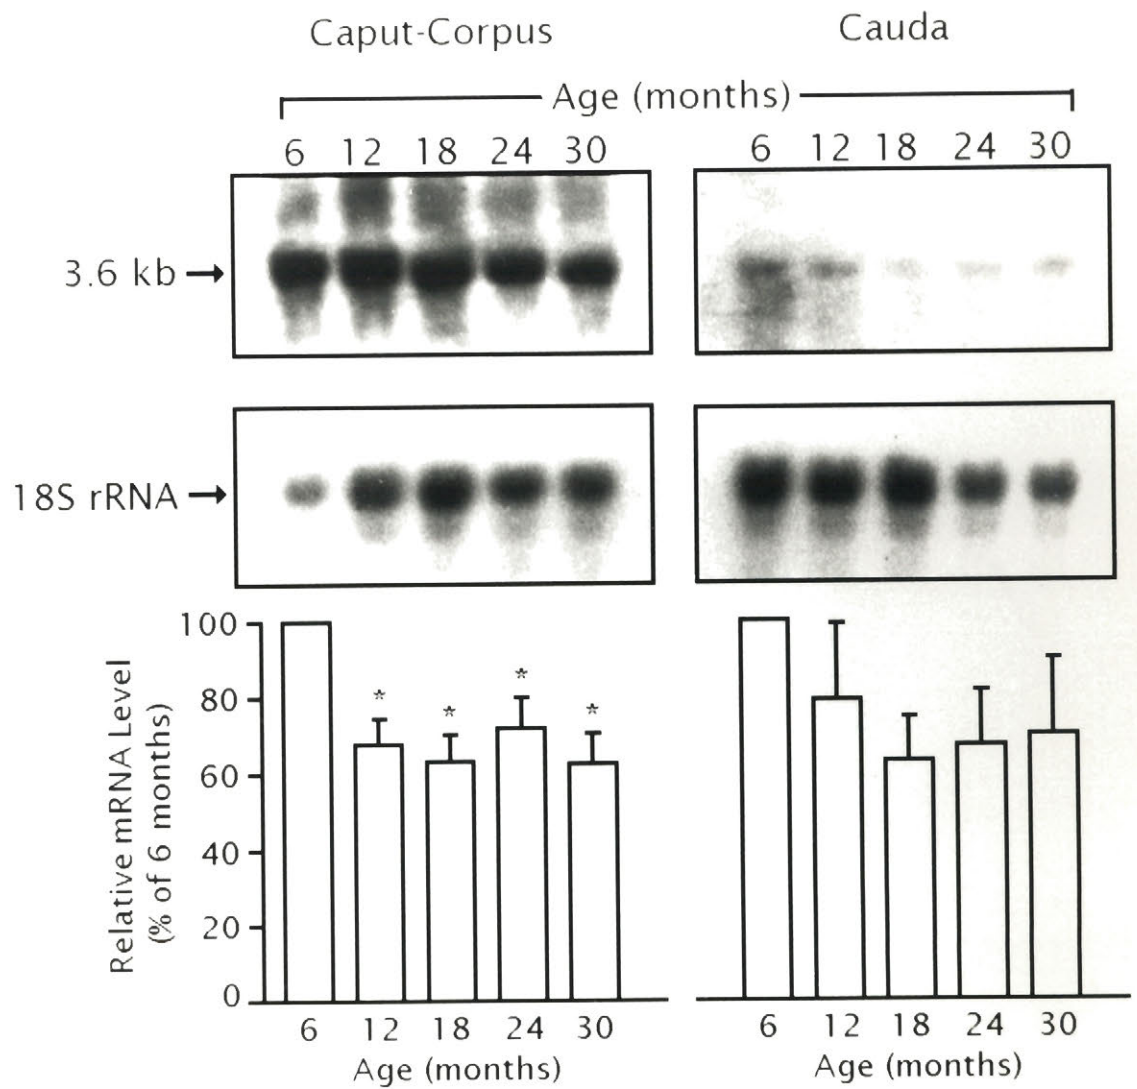 Caput-Corpus Cauda
Age (months)
6 12 18 24 30 6 12 18 24 30
3.6 kb →
18S rRNA →
Relative mRNA Level
(% of 6 months)
100
80
60
40
20
0
* * * *
6 12 18 24 30 6 12 18 24 30
Age (months) Age (months)